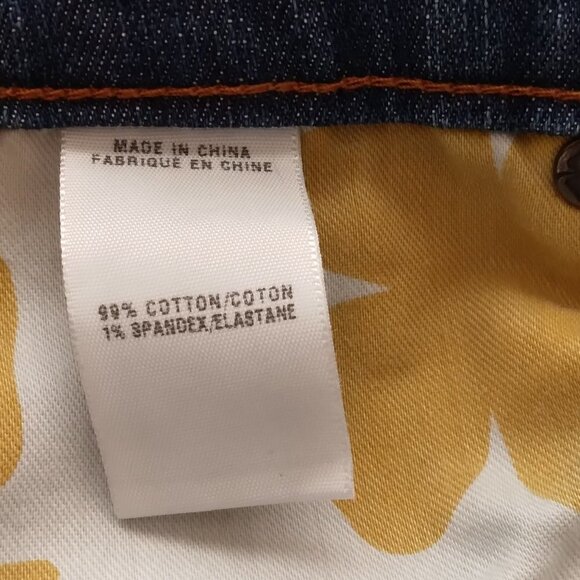 MADE IN CHINA
FABRIQUÉ EN CHINE
99% COTTON/COTON
1% SPANDEX/ELASTANE